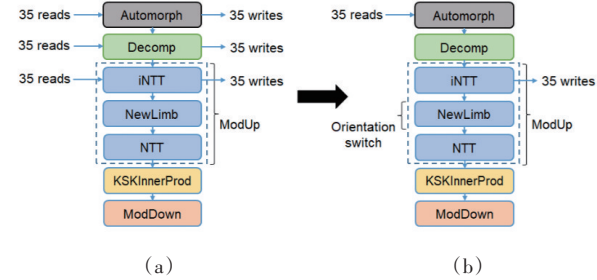 35 reads Automorph 35 writes
35 reads Decomp 35 writes
35 reads iNTT 35 writes
NewLimb
ModUp
NTT
KSKInnerProd
ModDown
(a)
35 reads Automorph
Decomp
iNTT 35 writes
NewLimb
Orientation
switch
ModUp
NTT
KSKInnerProd
ModDown
(b)